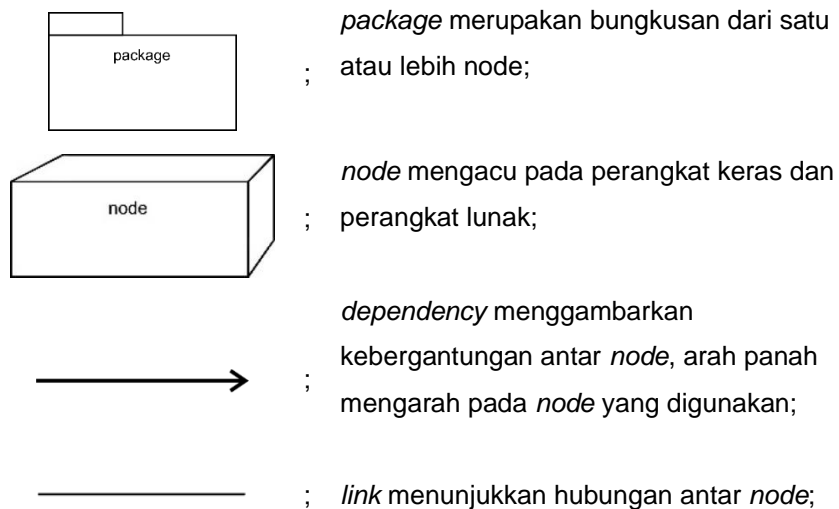 package
; package merupakan bungkusan dari satu
atau lebih node;
node
; node mengacu pada perangkat keras dan
perangkat lunak;
; dependency menggambarkan
kebergantungan antar node, arah panah
mengarah pada node yang digunakan;
; link menunjukkan hubungan antar node;